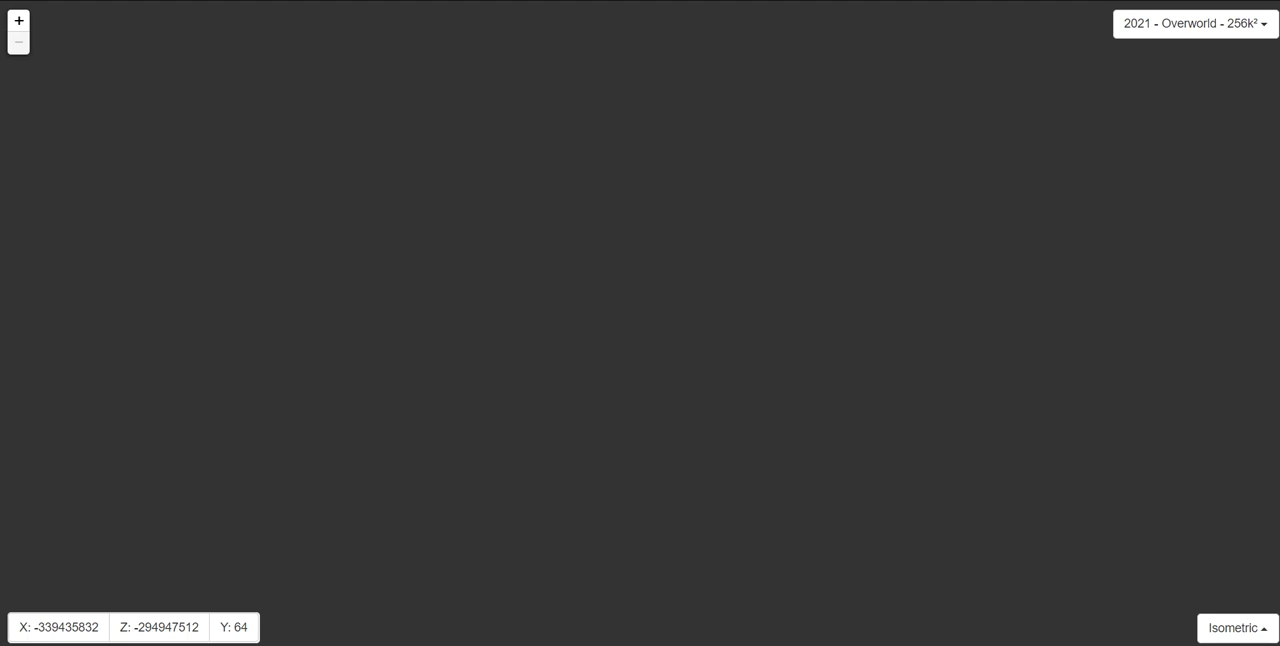 +
−
2021 - Overworld - 256k²
X: -339435832 Z: -294947512 Y: 64
Isometric